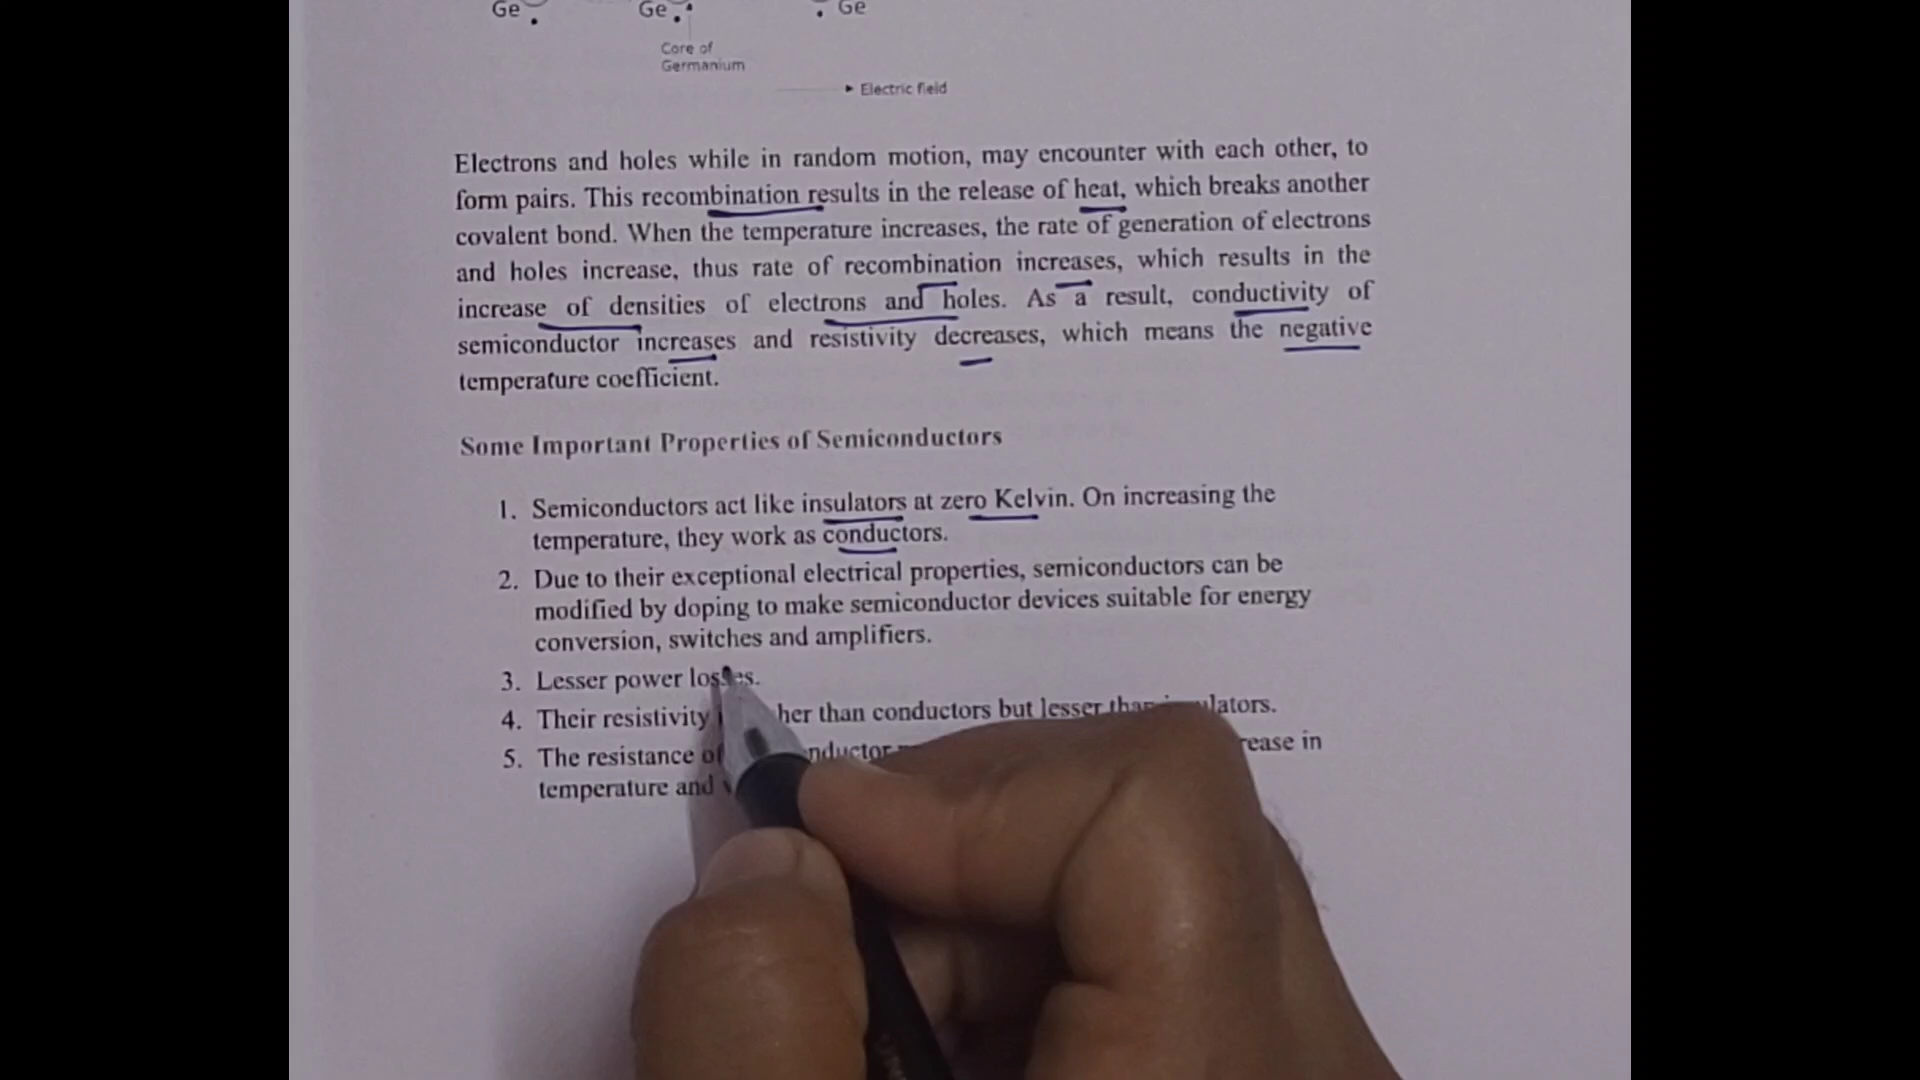 Ge Ge Ge
Core of
Germanium
Electric field
Electrons and holes while in random motion, may encounter with each other, to
form pairs. This recombination results in the release of heat, which breaks another
covalent bond. When the temperature increases, the rate of generation of electrons
and holes increase, thus rate of recombination increases, which results in the
increase of densities of electrons and holes. As a result, conductivity of
semiconductor increases and resistivity decreases, which means the negative
temperature coefficient.
Some Important Properties of Semiconductors
1. Semiconductors act like insulators at zero Kelvin. On increasing the
temperature, they work as conductors.
2. Due to their exceptional electrical properties, semiconductors can be
modified by doping to make semiconductor devices suitable for energy
conversion, switches and amplifiers.
3. Lesser power losses.
4. Their resistivity than conductors but lesser than
5. The resistance in
temperature and